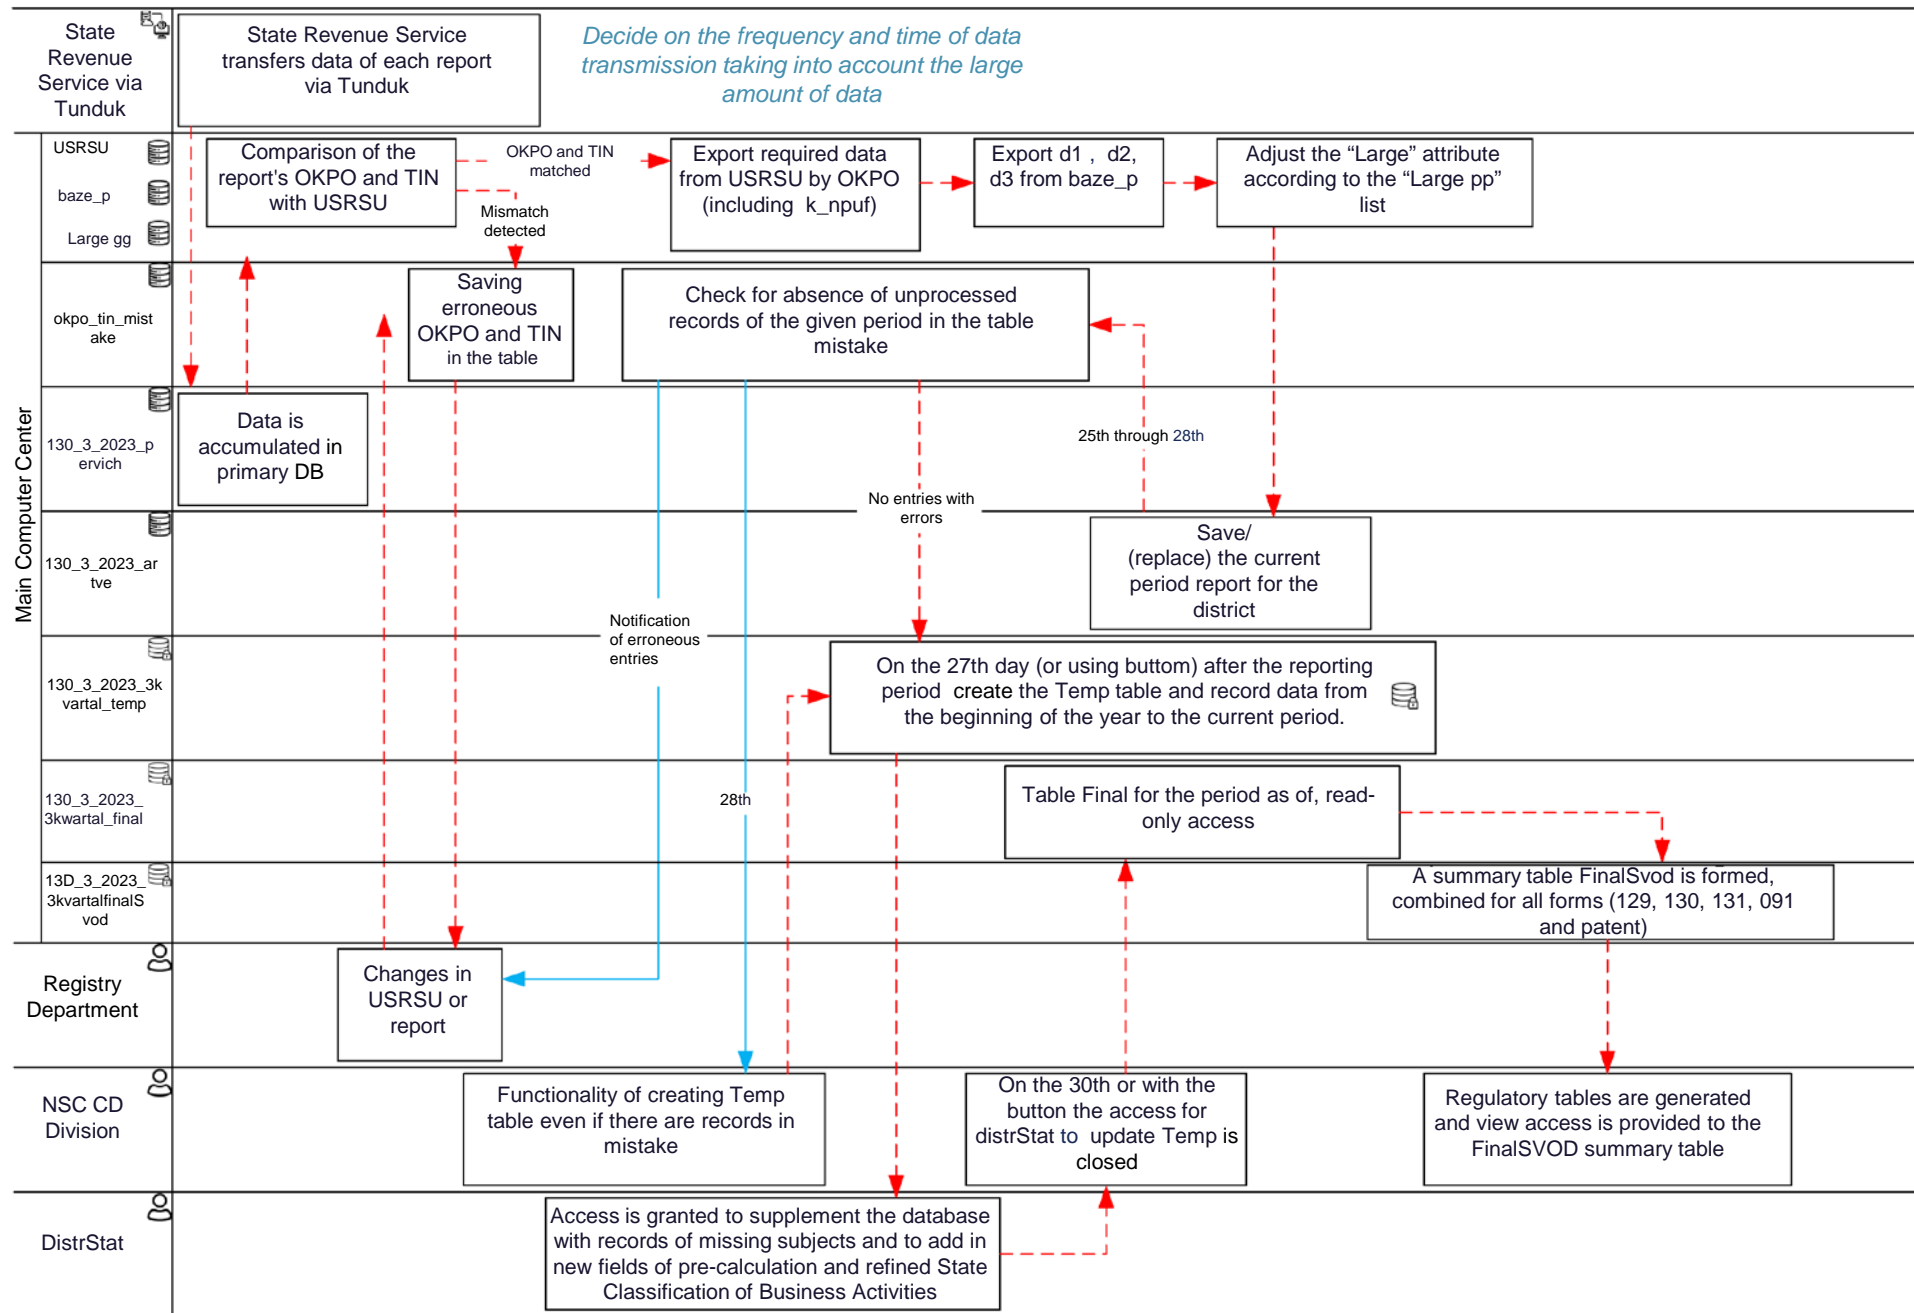 State
Revenue
Service via
Tunduk
State Revenue Service
transfers data of each report
via Tunduk
Decide on the frequency and time of data
transmission taking into account the large
amount of data
Main Computer Center
USRSU
baze_p
Large gg
Comparison of the
report's OKPO and TIN
with USRSU
OKPO and TIN
matched
Mismatch
detected
Export required data
from USRSU by OKPO
(including k_npuf)
Export d1 , d2,
d3 from baze_p
Adjust the “Large” attribute
according to the “Large pp”
list
okpo_tin_mist
ake
Saving
erroneous
OKPO and TIN
in the table
Check for absence of unprocessed
records of the given period in the table
mistake
130_3_2023_p
ervich
Data is
accumulated in
primary DB
25th through 28th
No entries with
errors
130_3_2023_ar
tve
Save/
(replace) the current
period report for the
district
Notification
of erroneous
entries
130_3_2023_3k
vartal_temp
On the 27th day (or using buttom) after the reporting
period create the Temp table and record data from
the beginning of the year to the current period.
130_3_2023_
3kwartal_final
28th
Table Final for the period as of, read-
only access
13D_3_2023_
3kvartalfinalS
vod
A summary table FinalSvod is formed,
combined for all forms (129, 130, 131, 091
and patent)
Registry
Department
Changes in
USRSU or
report
NSC CD
Division
Functionality of creating Temp
table even if there are records in
mistake
On the 30th or with the
button the access for
distrStat to update Temp is
closed
Regulatory tables are generated
and view access is provided to the
FinalSVOD summary table
DistrStat
Access is granted to supplement the database
with records of missing subjects and to add in
new fields of pre-calculation and refined State
Classification of Business Activities